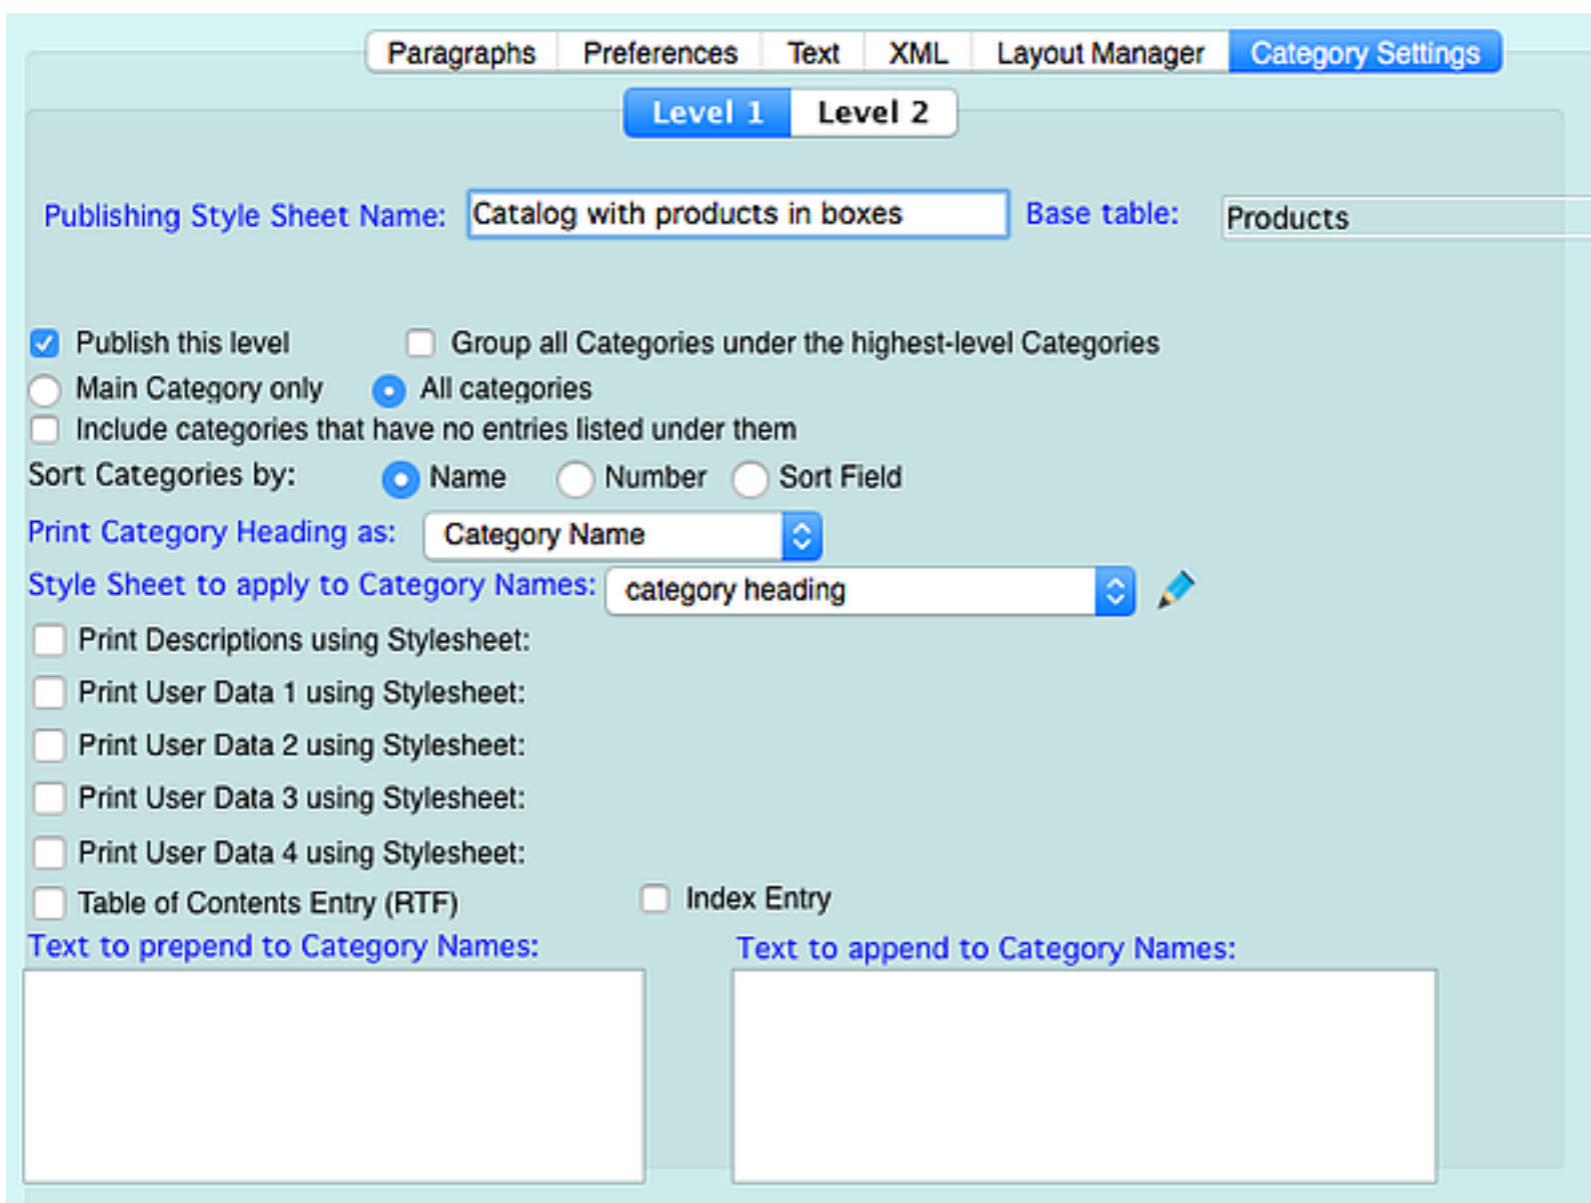 Paragraphs Preferences Text XML Layout Manager Category Settings
Level 1 Level 2
Publishing Style Sheet Name: Catalog with products in boxes Base table: Products
Publish this level Group all Categories under the highest-level Categories
Main Category only All categories
Include categories that have no entries listed under them
Sort Categories by: Name Number Sort Field
Print Category Heading as: Category Name
Style Sheet to apply to Category Names: category heading
Print Descriptions using Stylesheet:
Print User Data 1 using Stylesheet:
Print User Data 2 using Stylesheet:
Print User Data 3 using Stylesheet:
Print User Data 4 using Stylesheet:
Table of Contents Entry (RTF) Index Entry
Text to prepend to Category Names: Text to append to Category Names: